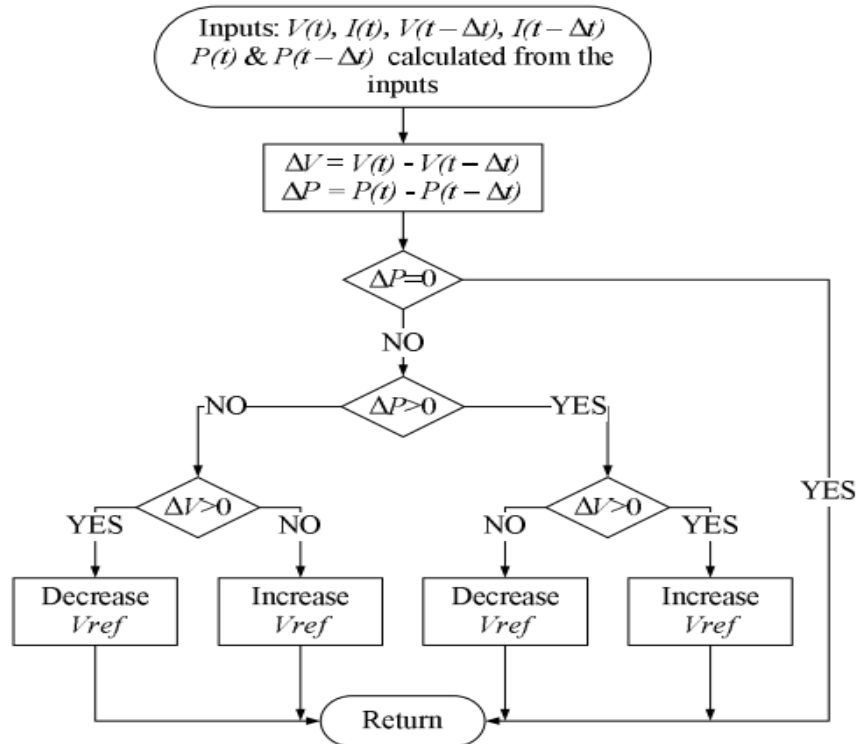 Inputs: V(t), I(t), V(t – Δt), I(t – Δt)
P(t) & P(t – Δt) calculated from the
inputs
ΔV = V(t) - V(t – Δt)
ΔP = P(t) - P(t – Δt)
ΔP=0
NO
NO
ΔP>0
YES
YES
ΔV>0
YES
NO
ΔV>0
NO
YES
Decrease
Vref
Increase
Vref
Decrease
Vref
Increase
Vref
Return